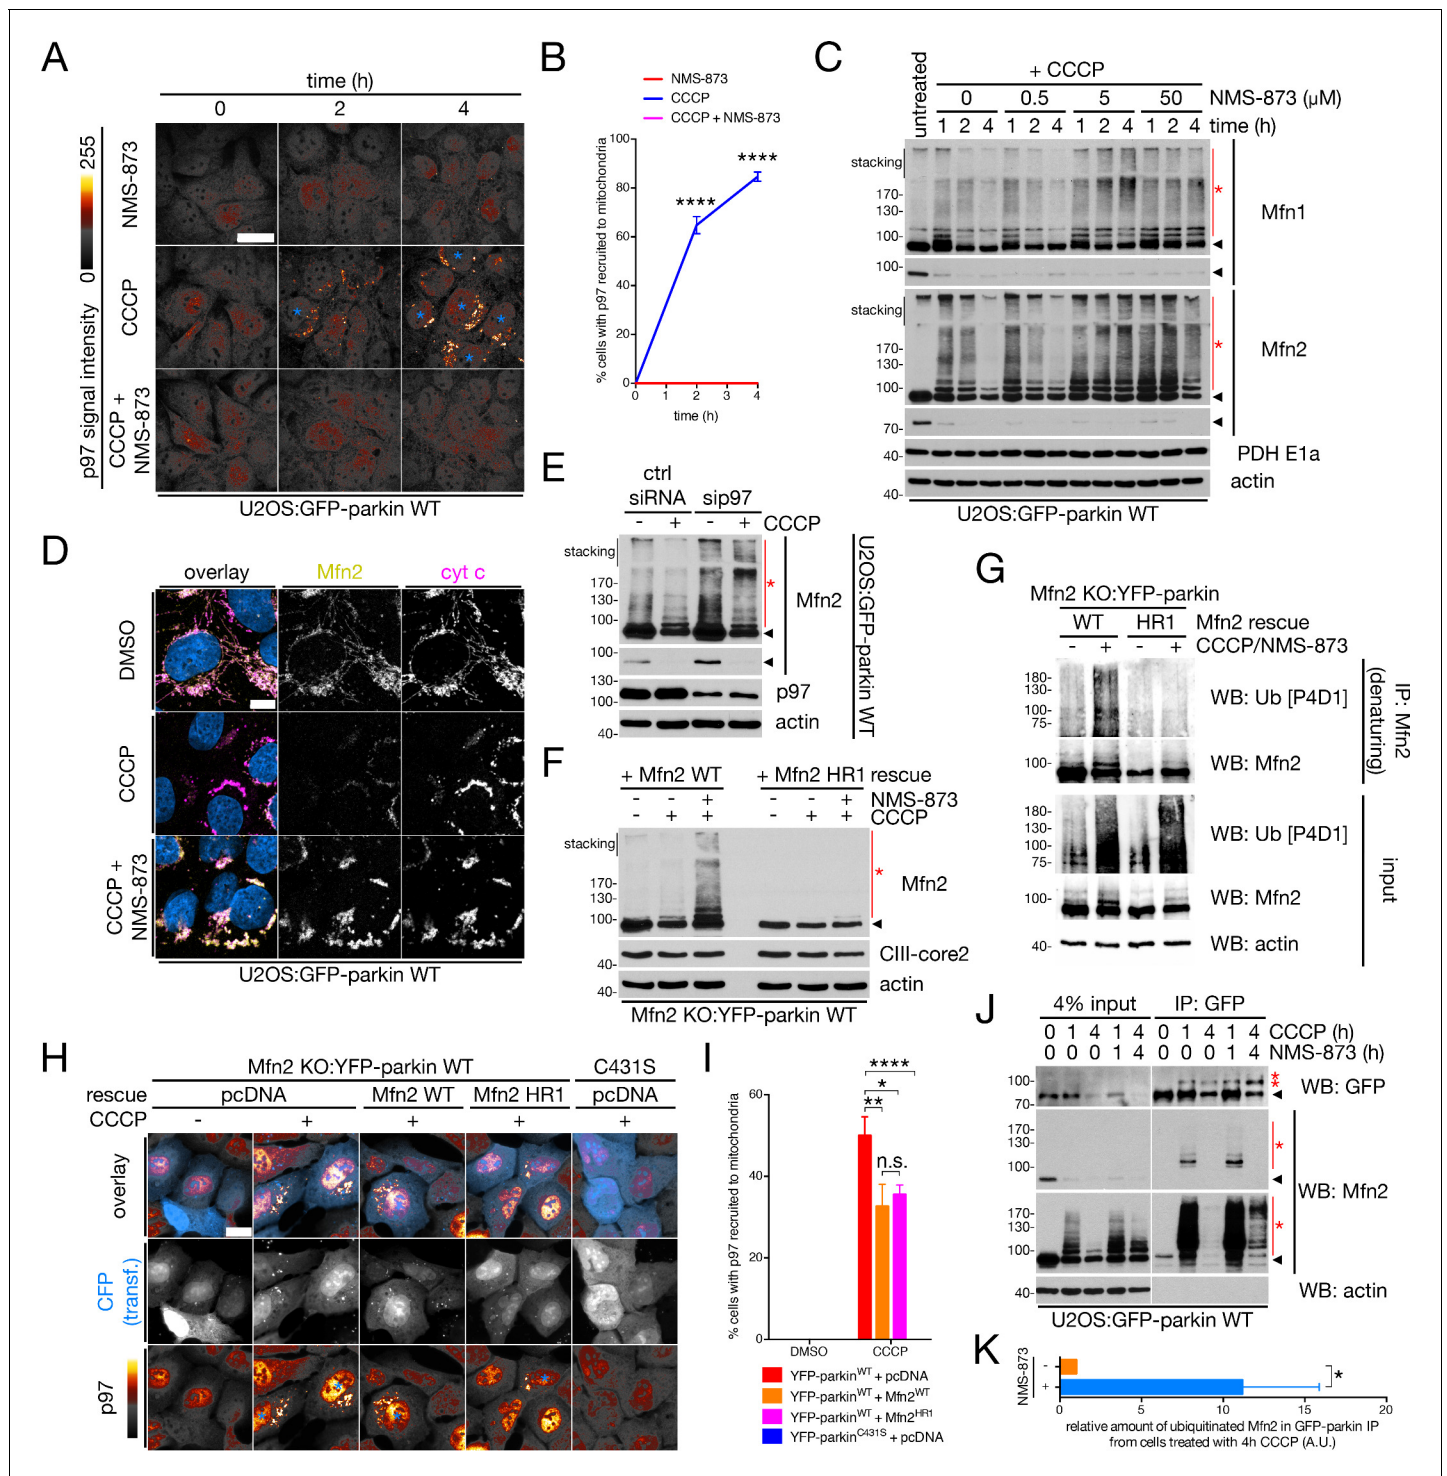 A
time (h)
0 2 4
p97 signal intensity
0 255
NMS-873
CCCP
CCCP + NMS-873
U2OS:GFP-parkin WT
B
NMS-873
CCCP
CCCP + NMS-873
% cells with p97 recruited to mitochondria
100
80
60
40
20
0
**** ****
0 1 2 3 4
time (h)
C
+ CCCP
untreated
0 0.5 5 50 NMS-873 (µM)
1 2 4 1 2 4 1 2 4 1 2 4 time (h)
stacking
170-
130-
100-
* Mfn1
100-
stacking
170-
130-
100-
* Mfn2
70-
40- PDH E1a
40- actin
U2OS:GFP-parkin WT
D
overlay Mfn2 cyt c
DMSO
CCCP
CCCP + NMS-873
U2OS:GFP-parkin WT
E
ctrl siRNA sip97
- + - + CCCP
stacking
170-
130-
100-
* Mfn2
100-
130-
100- p97
40- actin
U2OS:GFP-parkin WT
F
+ Mfn2 WT + Mfn2 HR1 rescue
- - + - - + NMS-873
- + + - + + CCCP
stacking
170-
130-
100-
* Mfn2
40- CIII-core2
40- actin
Mfn2 KO:YFP-parkin WT
G
Mfn2 KO:YFP-parkin
WT HR1 Mfn2 rescue
- + - + CCCP/NMS-873
180-
130-
100-
75-
WB: Ub [P4D1]
100- WB: Mfn2
IP: Mfn2 (denaturing)
180-
130-
100-
75-
WB: Ub [P4D1]
100- WB: Mfn2
40- WB: actin
input
H
Mfn2 KO:YFP-parkin WT C431S
rescue pcDNA Mfn2 WT Mfn2 HR1 pcDNA
CCCP - + + + +
overlay
CFP (transf.)
p97
I
% cells with p97 recruited to mitochondria
60
40
20
0
****
*
**
n.s.
DMSO CCCP
YFP-parkinWT + pcDNA
YFP-parkinWT + Mfn2WT
YFP-parkinWT + Mfn2HR1
YFP-parkinC431S + pcDNA
J
4% input IP: GFP
0 1 4 1 4 0 1 4 1 4 CCCP (h)
0 0 0 1 4 0 0 0 1 4 NMS-873 (h)
100-
70-
* * WB: GFP
170-
130-
100-
*
170-
130-
100-
*
WB: Mfn2
40- WB: actin
U2OS:GFP-parkin WT
K
NMS-873
-
+
*
0 5 10 15 20
relative amount of ubiquitinated Mfn2 in GFP-parkin IP
from cells treated with 4h CCCP (A.U.)